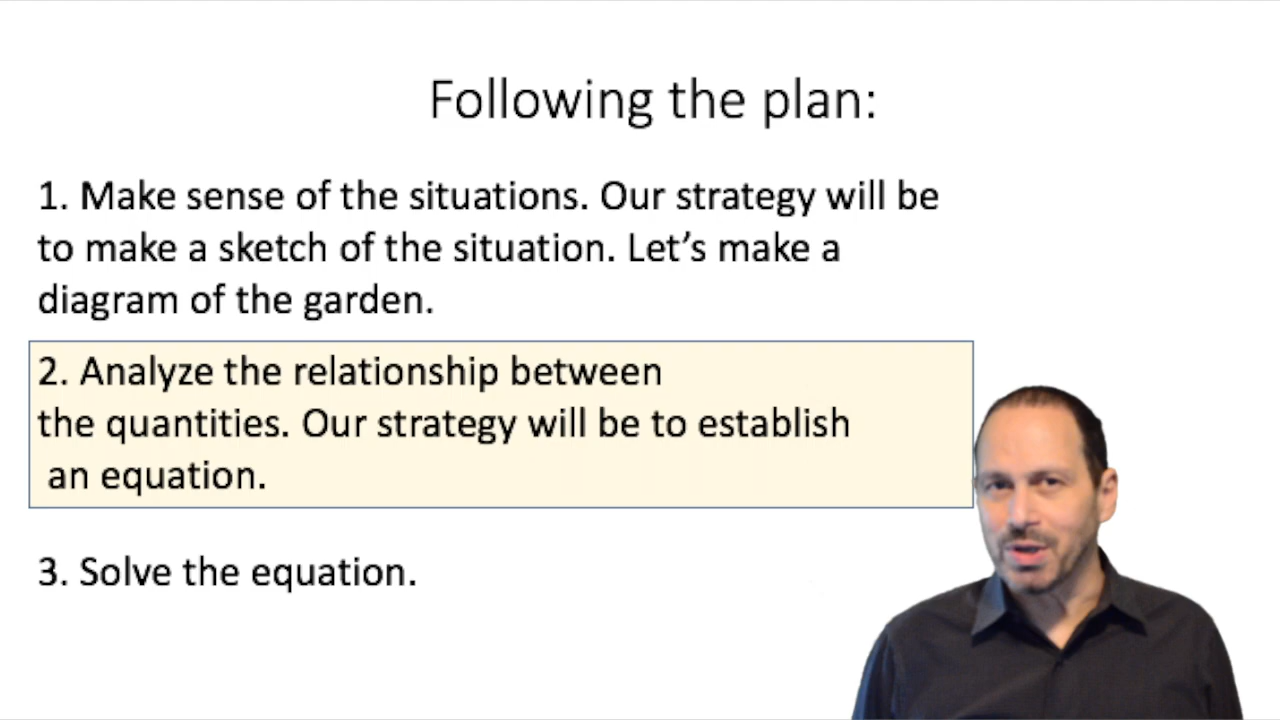 Following the plan:
1. Make sense of the situations. Our strategy will be
to make a sketch of the situation. Let’s make a
diagram of the garden.
2. Analyze the relationship between
the quantities. Our strategy will be to establish
an equation.
3. Solve the equation.